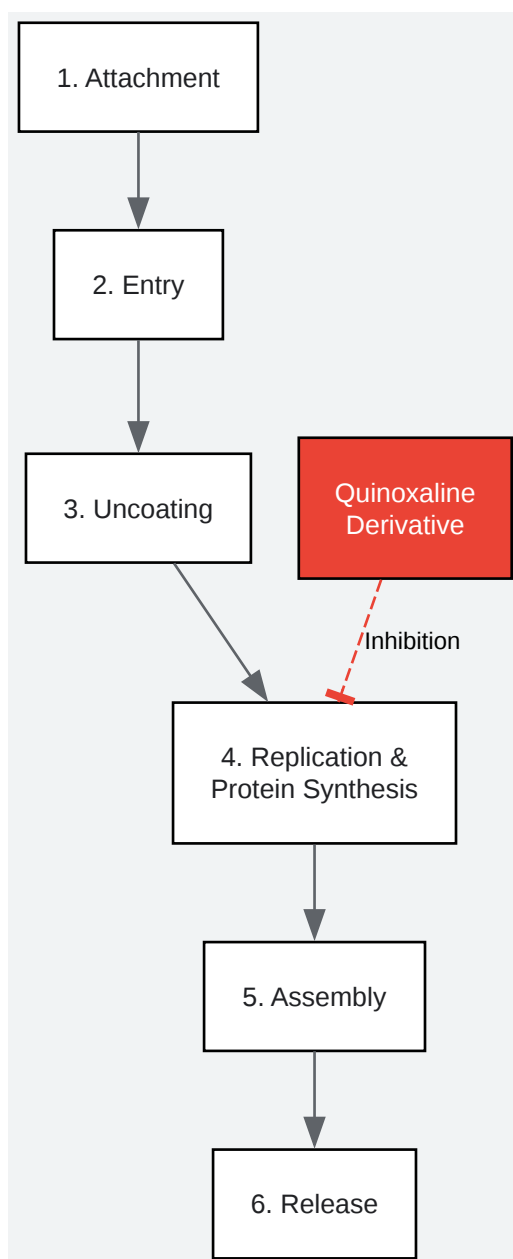 1. Attachment
2. Entry
3. Uncoating
Quinoxaline
Derivative
Inhibition
4. Replication &
Protein Synthesis
5. Assembly
6. Release